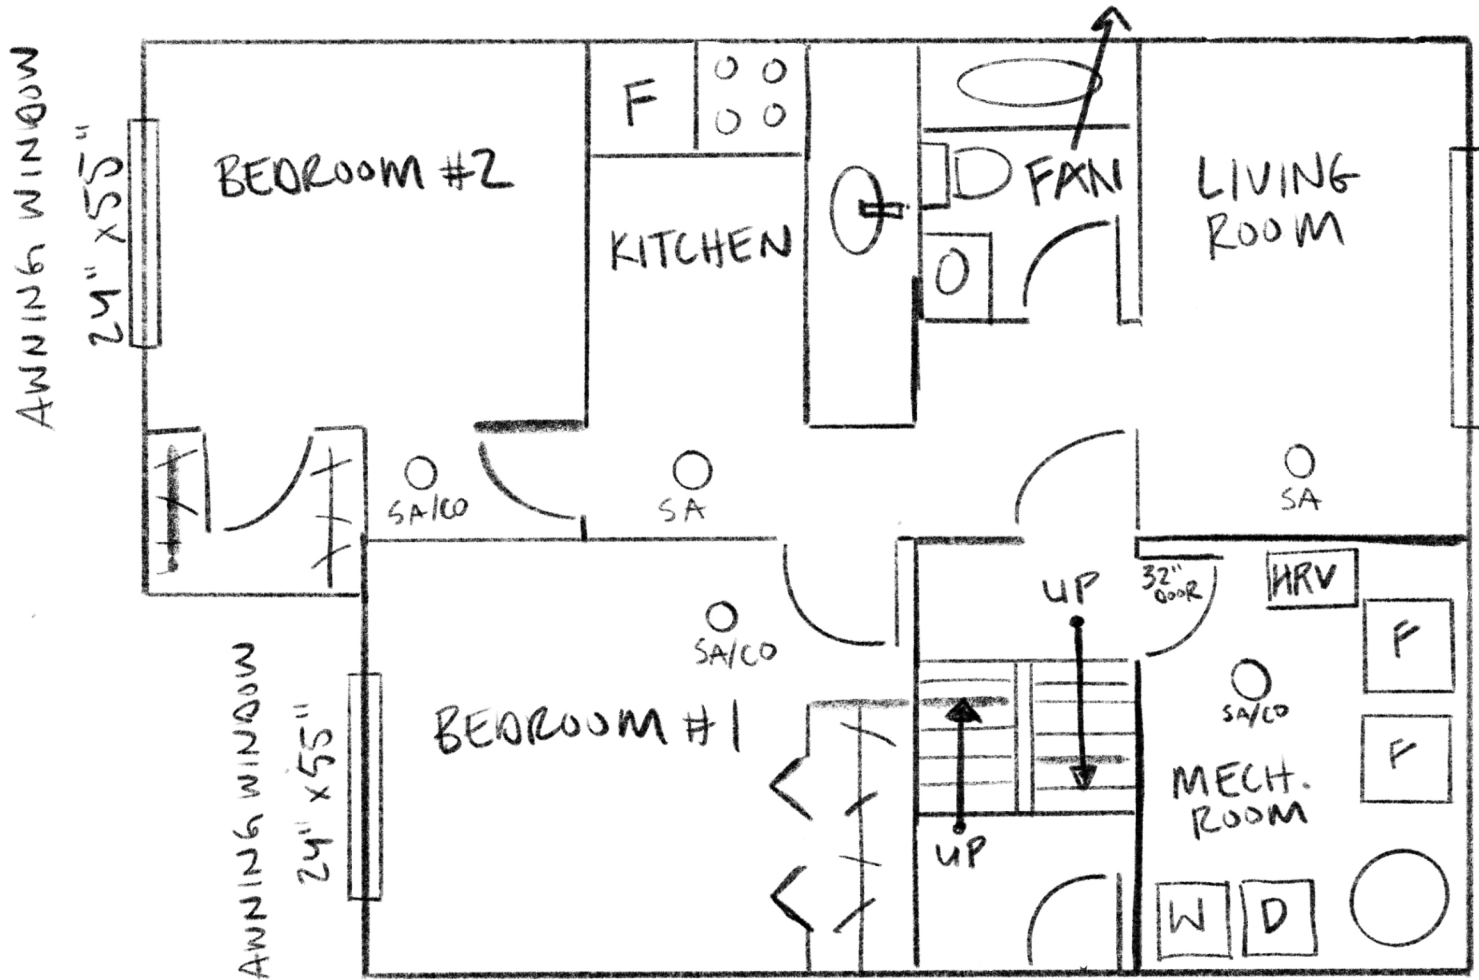 AWNING WINDOW
24" x 55"
BEDROOM #2
F
KITCHEN
FAN
LIVING
ROOM
SA/CO
SA
SA
AWNING WINDOW
24" x 55"
BEDROOM #1
SA/CO
UP
UP
32"
DOOR
HRV
F
SA/CO
F
MECH.
ROOM
W
D